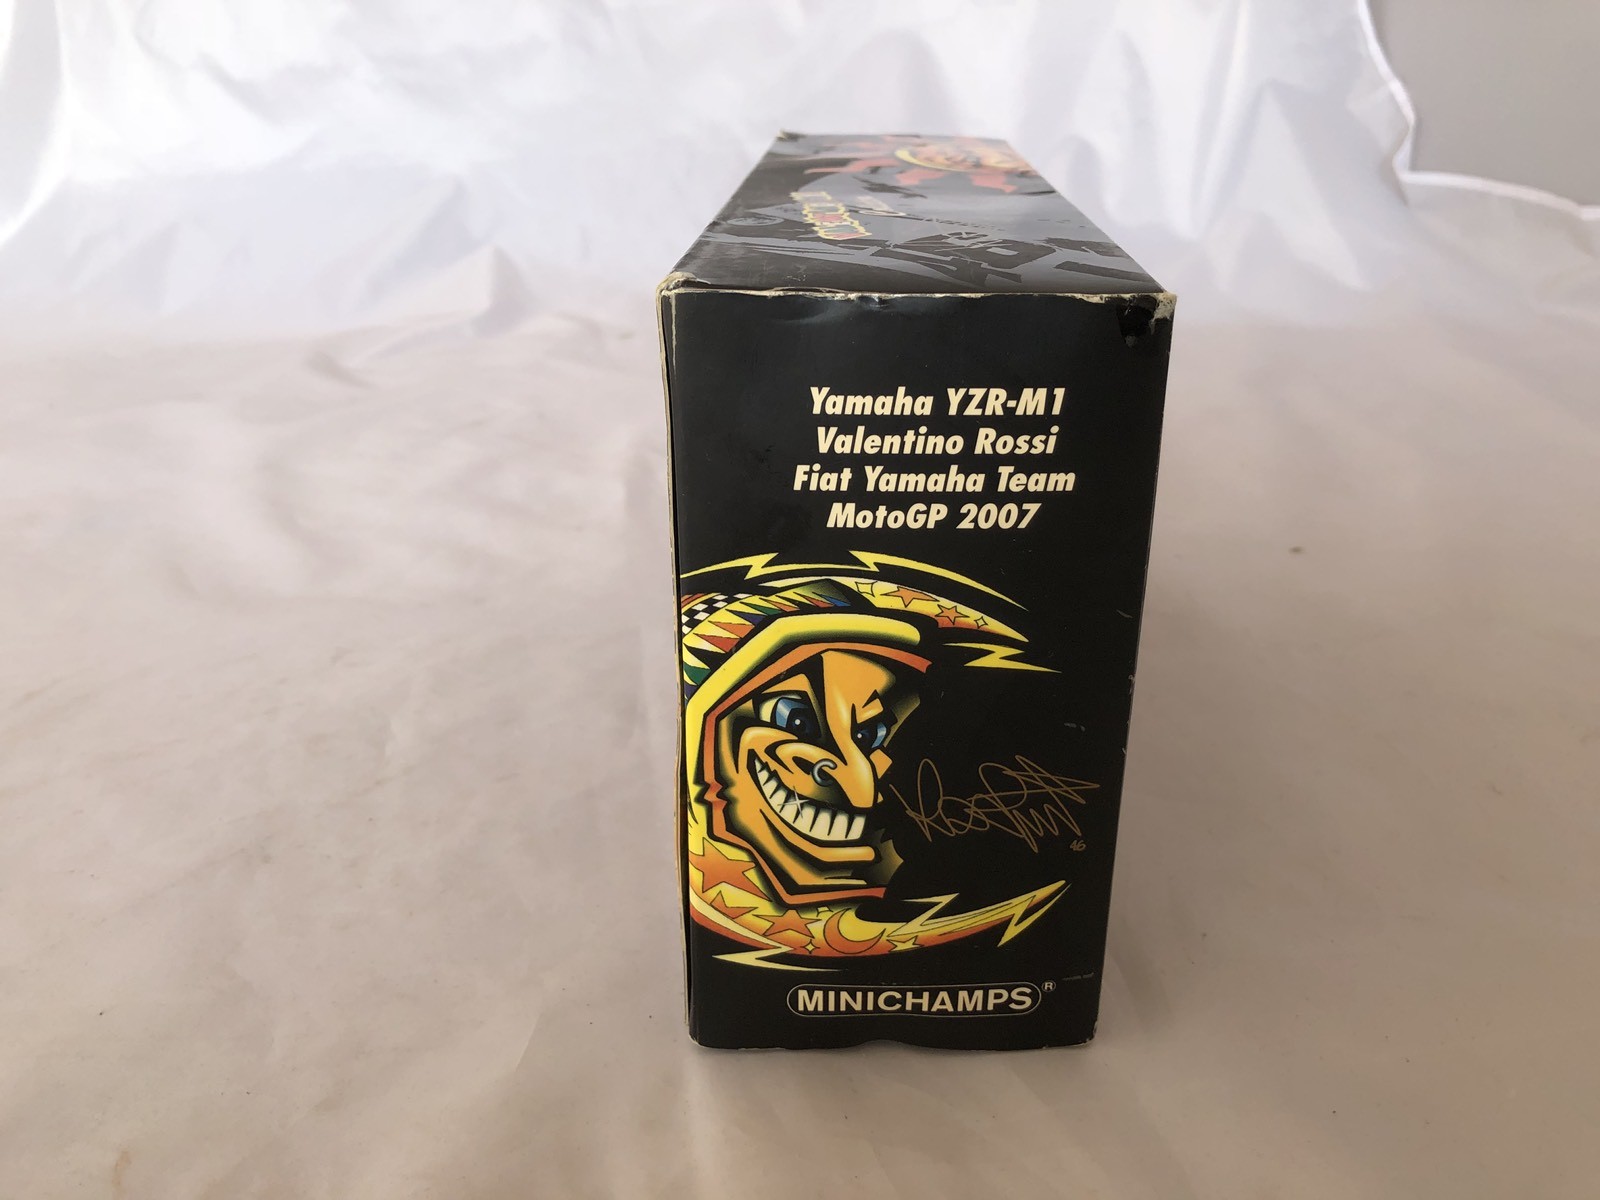 Yamaha YZR-M1
Valentino Rossi
Fiat Yamaha Team
MotoGP 2007
46
MINICHAMPS®